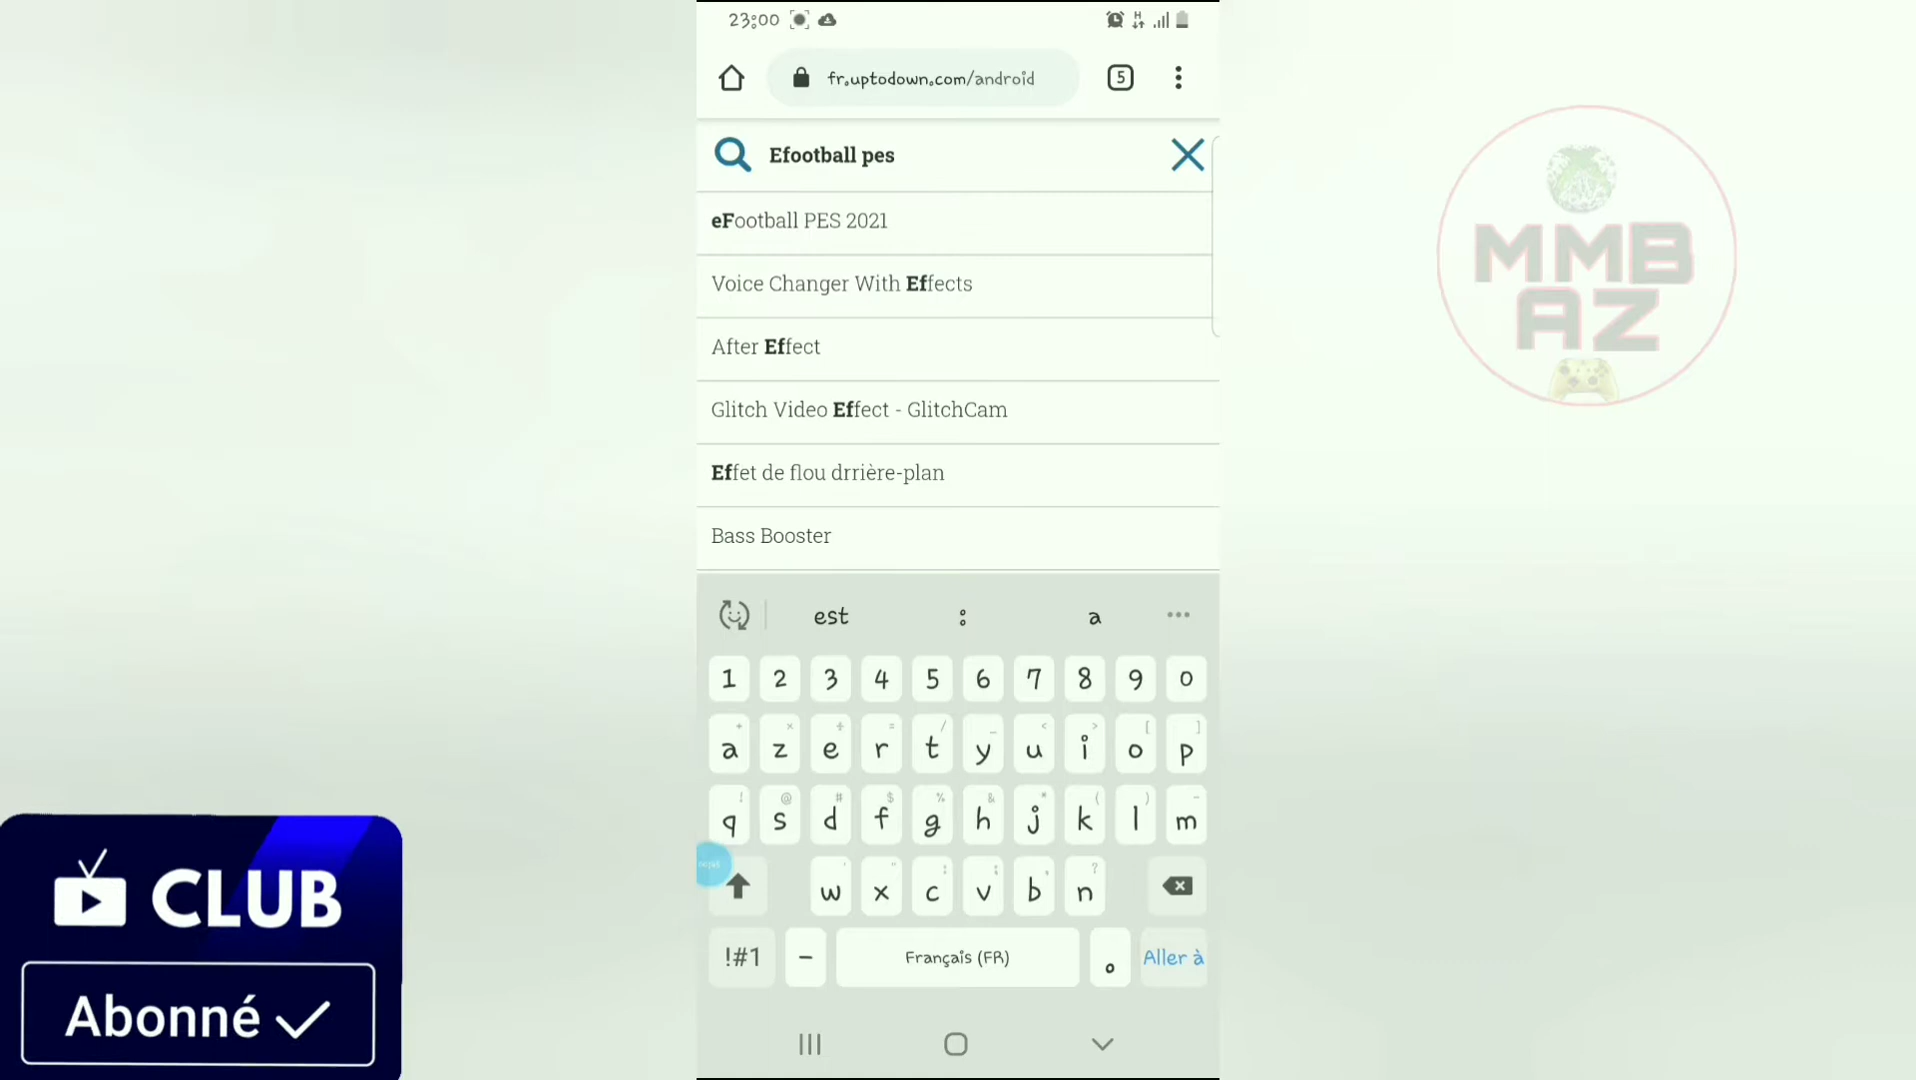 23:00
fr.uptodown.com/android
5
Efootball pes
eFootball PES 2021
Voice Changer With Effects
After Effect
Glitch Video Effect - GlitchCam
Effet de flou drrière-plan
Bass Booster
est : a
1 2 3 4 5 6 7 8 9 0
a z e r t y u i o p
q s d f g h j k l m
w x c v b n
!#1 - Français (FR) . Aller à
MMB
AZ
CLUB
Abonné